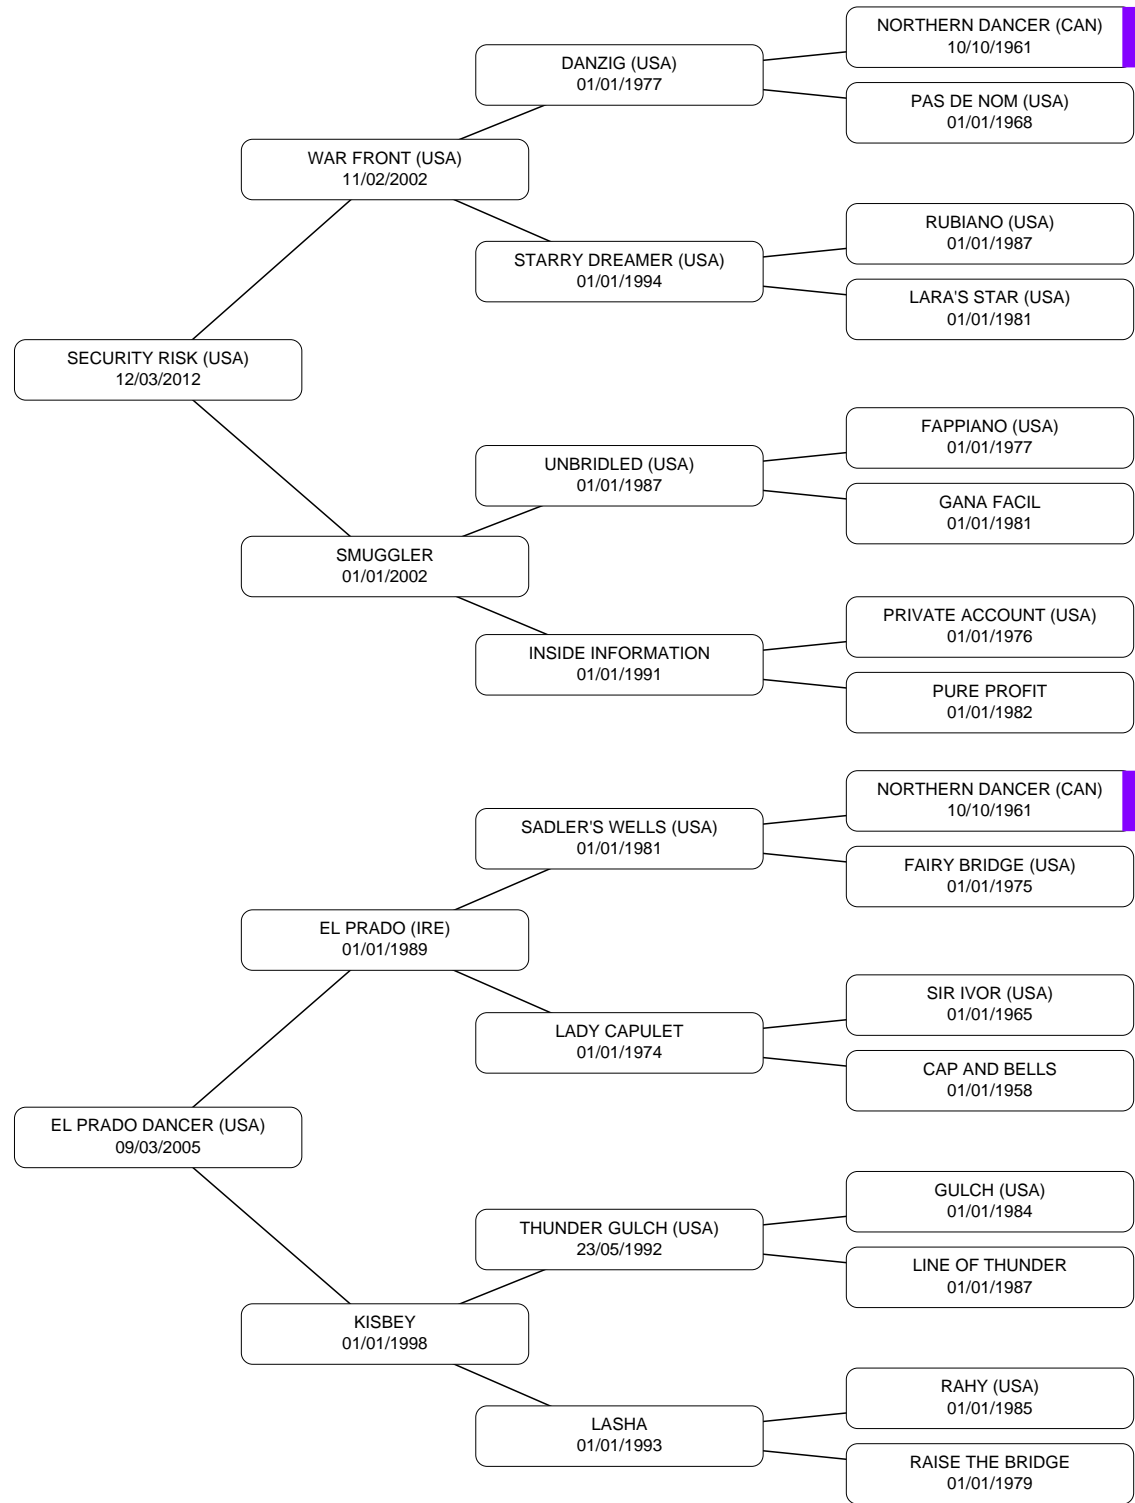 NORTHERN DANCER (CAN)
10/10/1961
DANZIG (USA)
01/01/1977
PAS DE NOM (USA)
01/01/1968
WAR FRONT (USA)
11/02/2002
RUBIANO (USA)
01/01/1987
STARRY DREAMER (USA)
01/01/1994
LARA'S STAR (USA)
01/01/1981
SECURITY RISK (USA)
12/03/2012
FAPPIANO (USA)
01/01/1977
UNBRIDLED (USA)
01/01/1987
GANA FACIL
01/01/1981
SMUGGLER
01/01/2002
PRIVATE ACCOUNT (USA)
01/01/1976
INSIDE INFORMATION
01/01/1991
PURE PROFIT
01/01/1982
NORTHERN DANCER (CAN)
10/10/1961
SADLER'S WELLS (USA)
01/01/1981
FAIRY BRIDGE (USA)
01/01/1975
EL PRADO (IRE)
01/01/1989
SIR IVOR (USA)
01/01/1965
LADY CAPULET
01/01/1974
CAP AND BELLS
01/01/1958
EL PRADO DANCER (USA)
09/03/2005
GULCH (USA)
01/01/1984
THUNDER GULCH (USA)
23/05/1992
LINE OF THUNDER
01/01/1987
KISBEY
01/01/1998
RAHY (USA)
01/01/1985
LASHA
01/01/1993
RAISE THE BRIDGE
01/01/1979